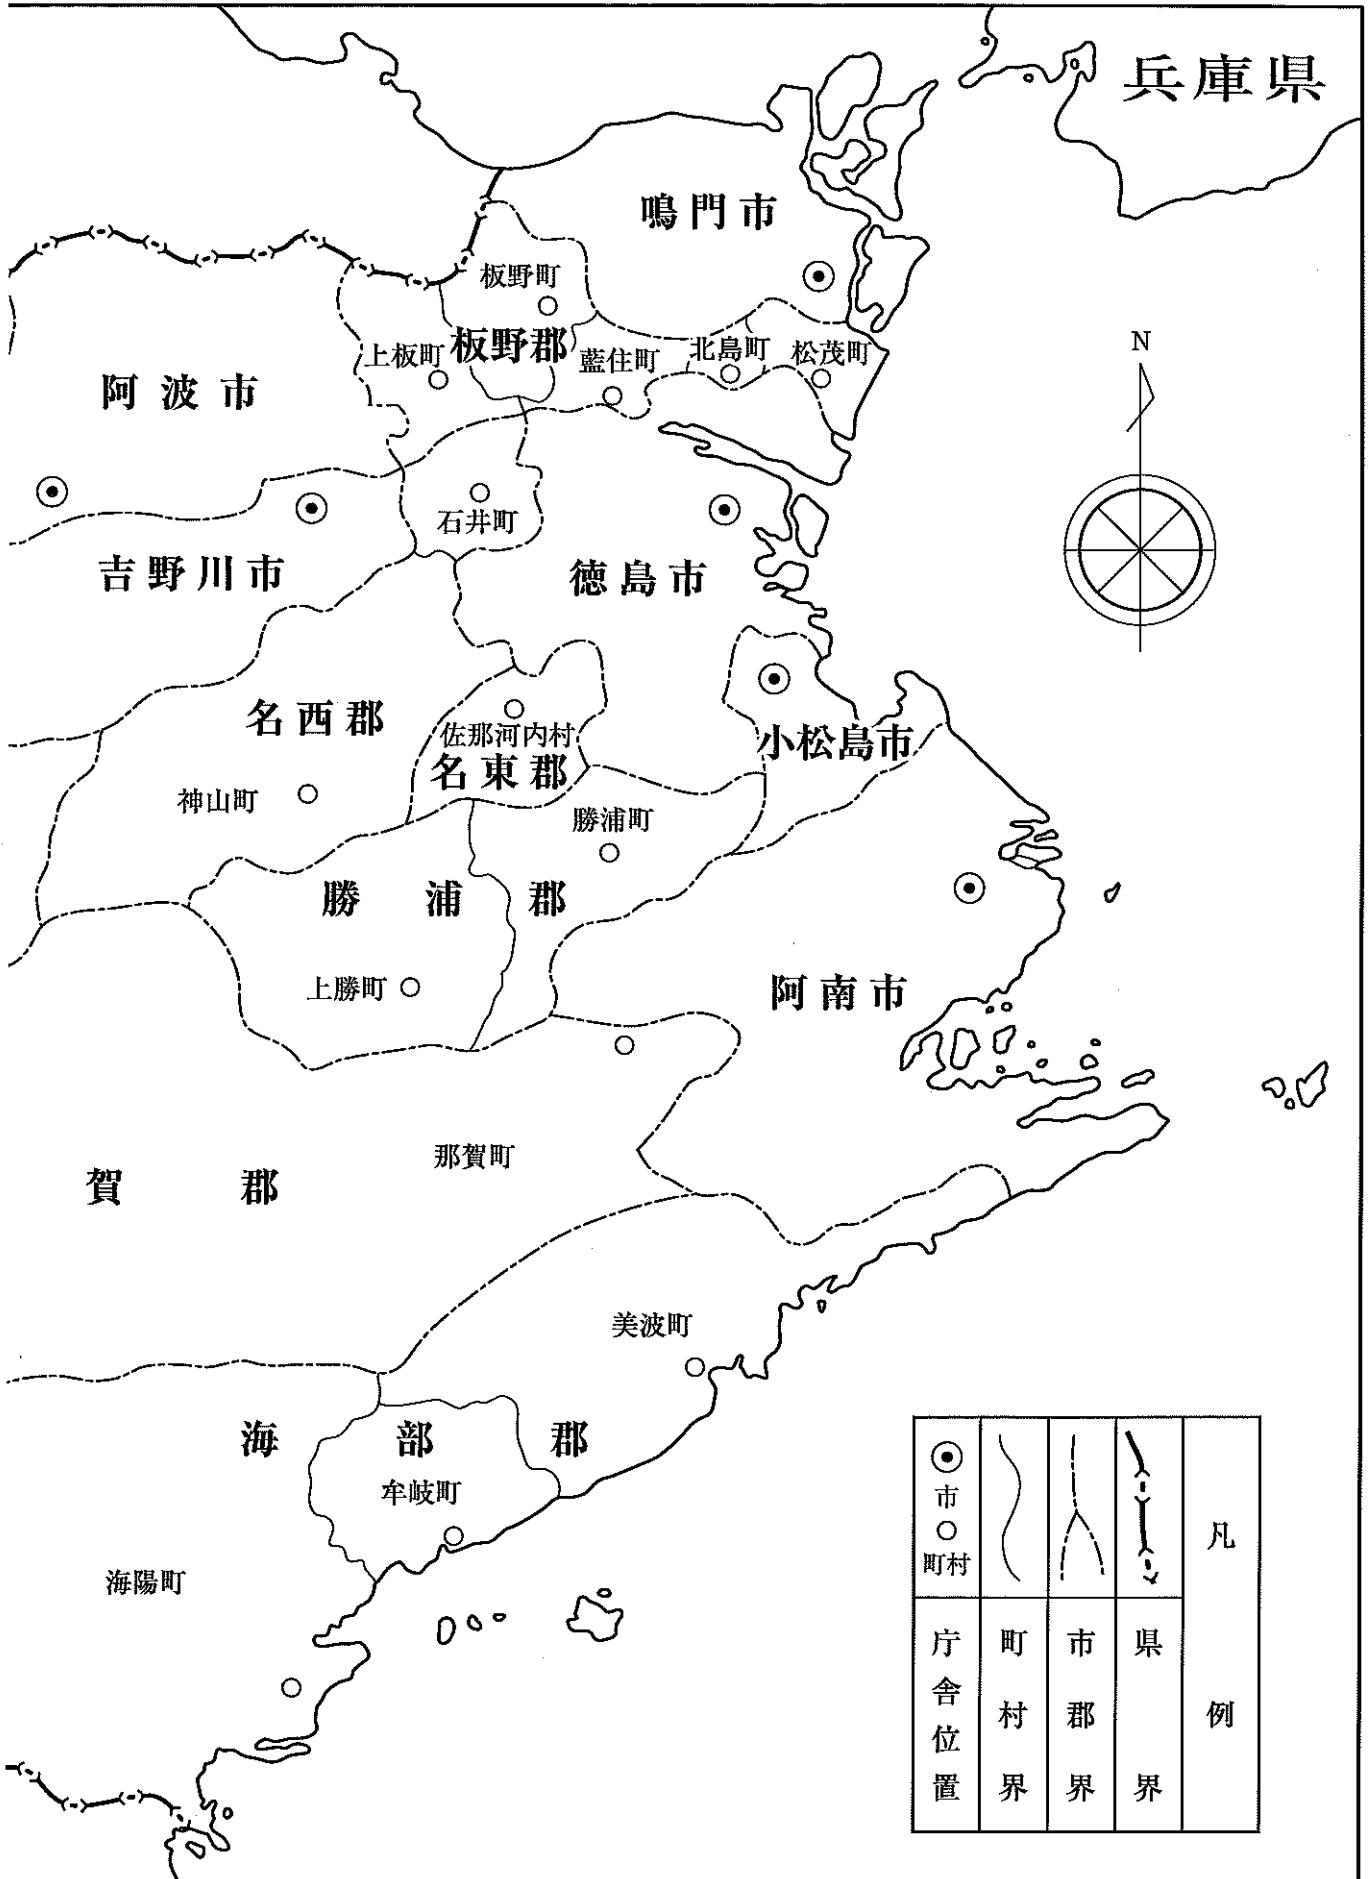 兵庫県
鳴門市
板野町
板野郡
上板町
藍住町
北島町
松茂町
N
阿波市
石井町
吉野川市
徳島市
名西郡
佐那河内村
名東郡
小松島市
神山町
勝浦町
勝浦郡
上勝町
阿南市
那賀町
賀郡
美波町
海部郡
牟岐町
海陽町
凡例
県界
市郡界
町村界
市
町村
庁舎位置